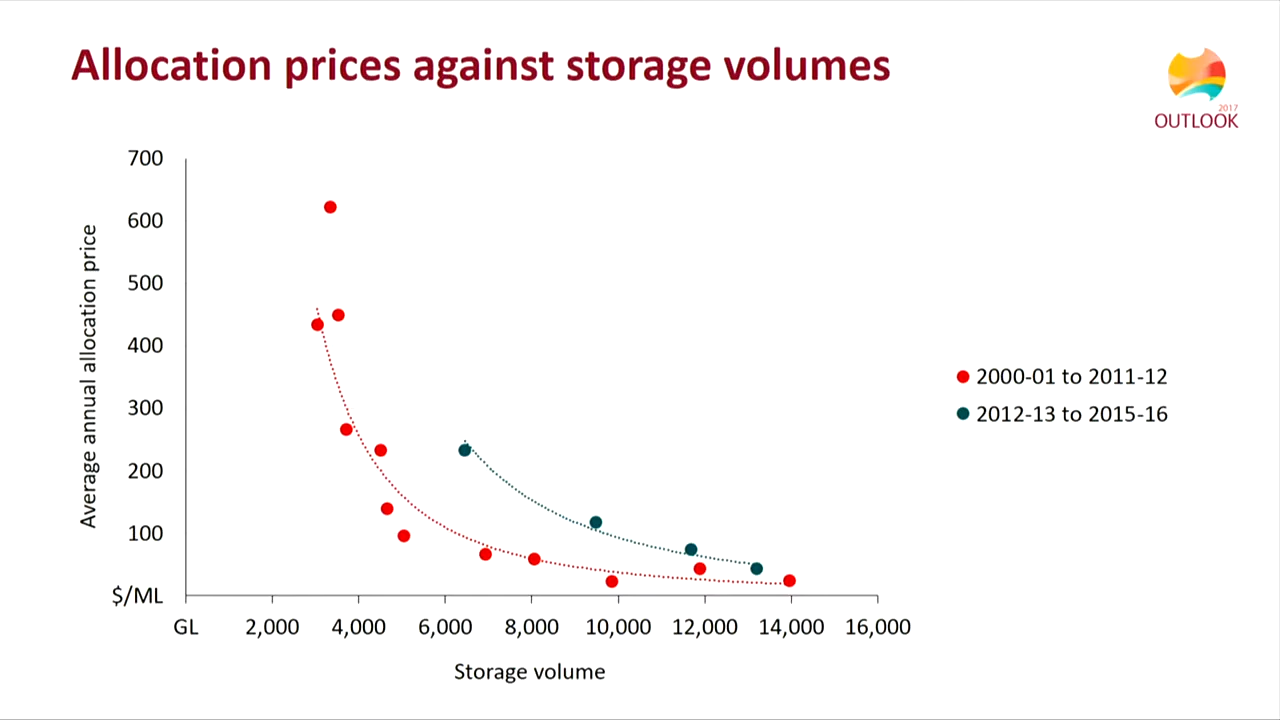 Allocation prices against storage volumes
2017
OUTLOOK
Average annual allocation price
700
600
500
400
300
200
100
$/ML
GL 2,000 4,000 6,000 8,000 10,000 12,000 14,000 16,000
Storage volume
2000-01 to 2011-12
2012-13 to 2015-16